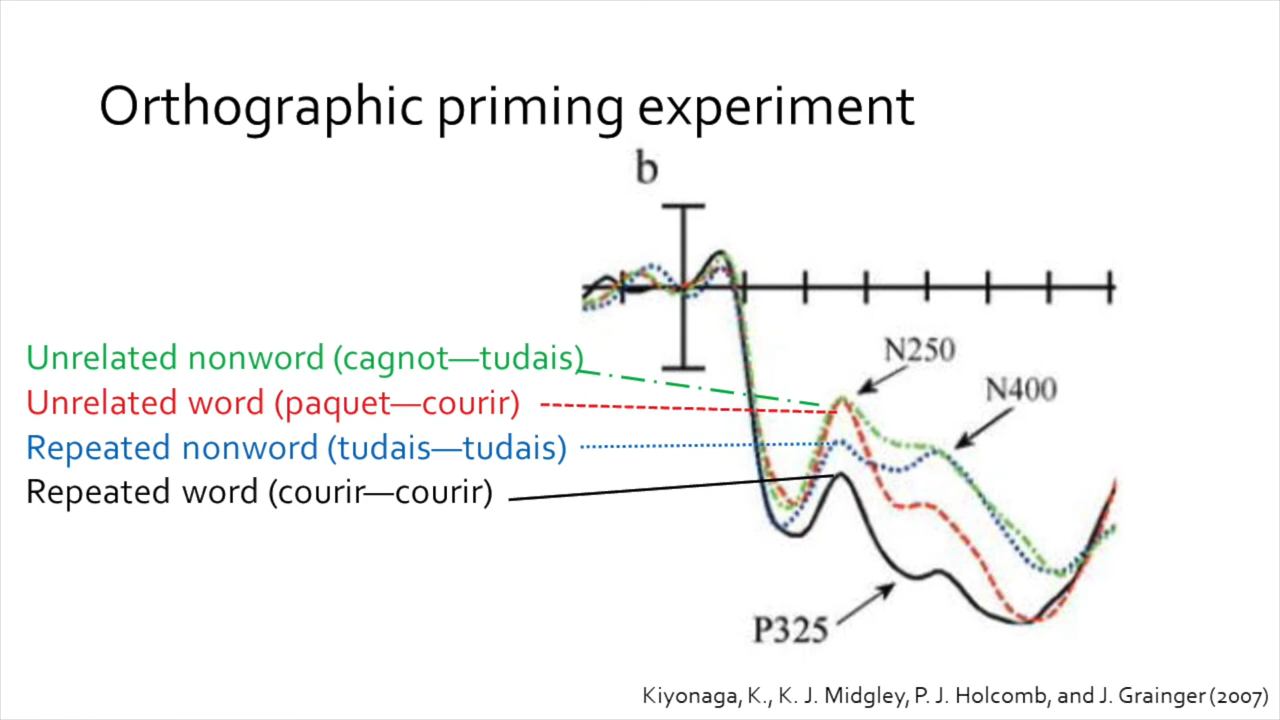 Orthographic priming experiment
b
N250
Unrelated nonword (cagnot—tudais)
N400
Unrelated word (paquet—courir)
Repeated nonword (tudais—tudais)
Repeated word (courir—courir)
P325
Kiyonaga, K., K. J. Midgley, P. J. Holcomb, and J. Grainger (2007)